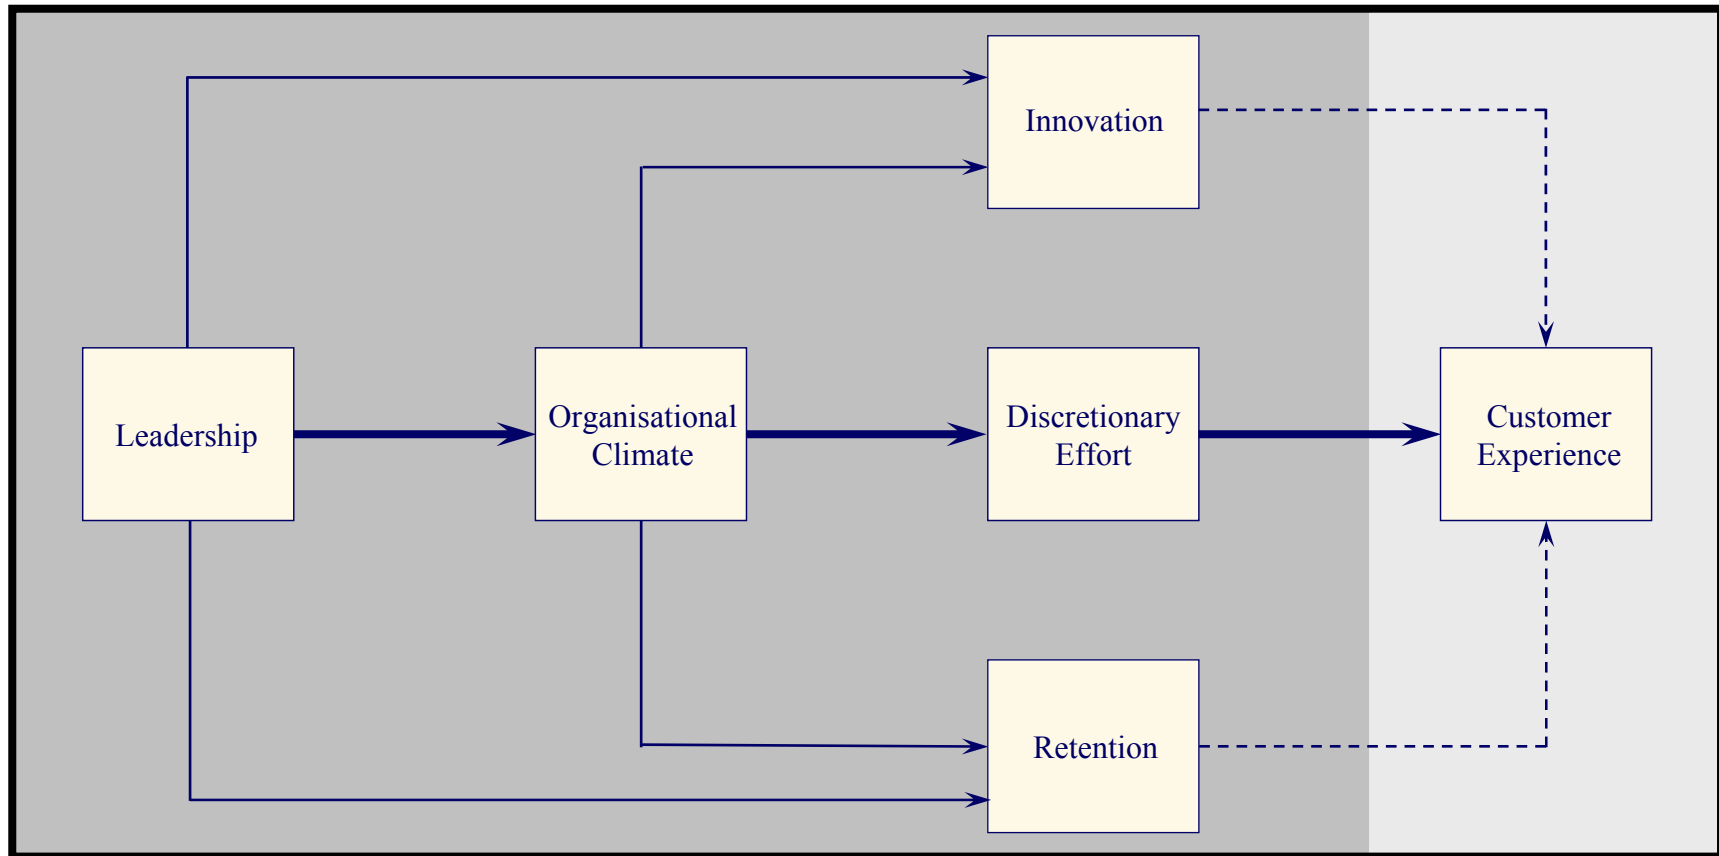 Innovation
Leadership
Organisational
Climate
Discretionary
Effort
Customer
Experience
Retention